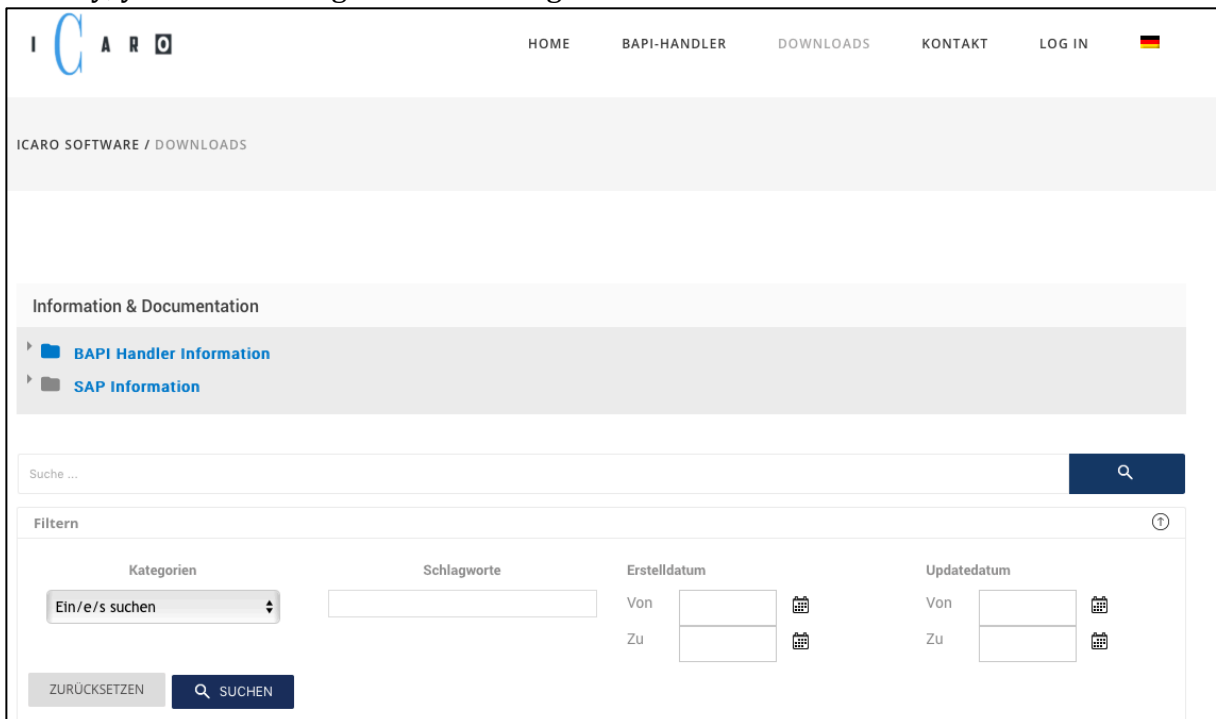 I C A R O
HOME BAPI-HANDLER DOWNLOADS KONTAKT LOG IN
ICARO SOFTWARE / DOWNLOADS
Information & Documentation
BAPI Handler Information
SAP Information
Suche ...
Filtern
Kategorien Schlagworte Erstelldatum Updatedatum
Ein/e/s suchen Von Von
Zu Zu
ZURÜCKSETZEN SUCHEN